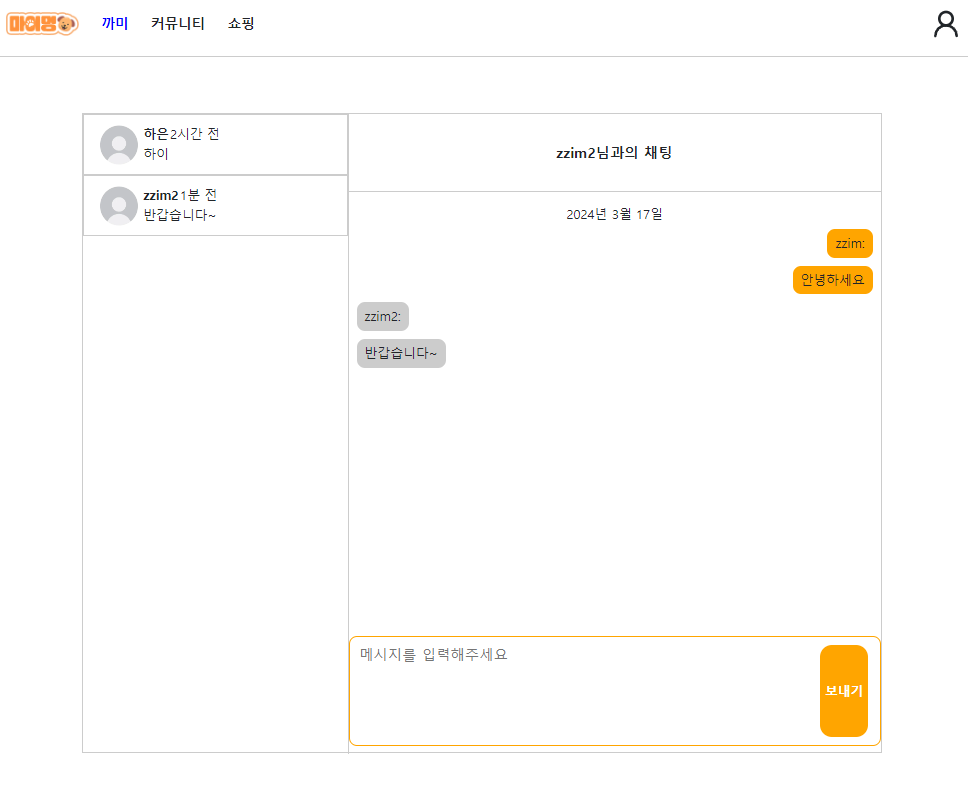 마이멍 까미 커뮤니티 쇼핑
하은2시간 전
하이
zzim21분 전
반갑습니다~
zzim2님과의 채팅
2024년 3월 17일
zzim:
안녕하세요
zzim2:
반갑습니다~
메시지를 입력해주세요
보내기